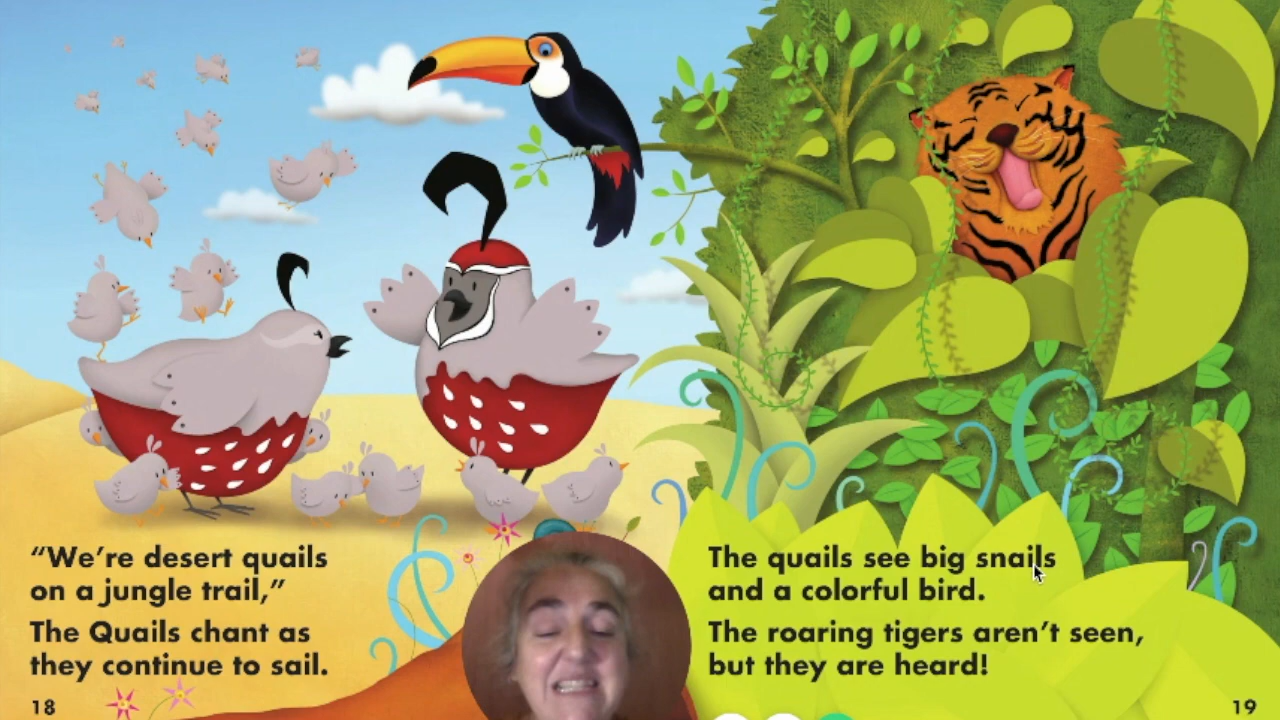 “We’re desert quails
on a jungle trail,”
The Quails chant as
they continue to sail.
18
The quails see big snails
and a colorful bird.
The roaring tigers aren’t seen,
but they are heard!
19